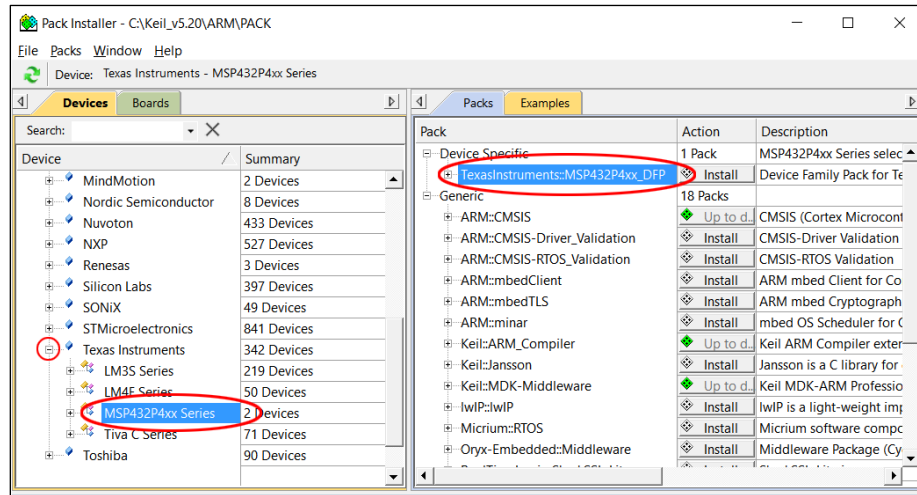 Pack Installer - C:\Keil_v5.20\ARM\PACK
File Packs Window Help
Device: Texas Instruments - MSP432P4xx Series
Devices Boards
Search:
Device Summary
MindMotion 2 Devices
Nordic Semiconductor 8 Devices
Nuvoton 433 Devices
NXP 527 Devices
Renesas 3 Devices
Silicon Labs 397 Devices
SONiX 49 Devices
STMicroelectronics 841 Devices
Texas Instruments 342 Devices
LM3S Series 219 Devices
LM4F Series 50 Devices
MSP432P4xx Series 2 Devices
Tiva C Series 71 Devices
Toshiba 90 Devices
Packs Examples
Pack Action Description
Device Specific 1 Pack MSP432P4xx Series selec
TexasInstruments::MSP432P4xx_DFP Install Device Family Pack for Te
Generic 18 Packs
ARM::CMSIS Up to d.. CMSIS (Cortex Microcont
ARM::CMSIS-Driver_Validation Install CMSIS-Driver Validation
ARM::CMSIS-RTOS_Validation Install CMSIS-RTOS Validation
ARM::mbedClient Install ARM mbed Client for Co
ARM::mbedTLS Install ARM mbed Cryptograph
ARM::minar Install mbed OS Scheduler for C
Keil::ARM_Compiler Up to d.. Keil ARM Compiler exter
Keil::Jansson Install Jansson is a C library for
Keil::MDK-Middleware Up to d.. Keil MDK-ARM Professio
lwIP::lwIP Install lwIP is a light-weight imp
Micrium::RTOS Install Micrium software compo
Oryx-Embedded::Middleware Install Middleware Package (Cy